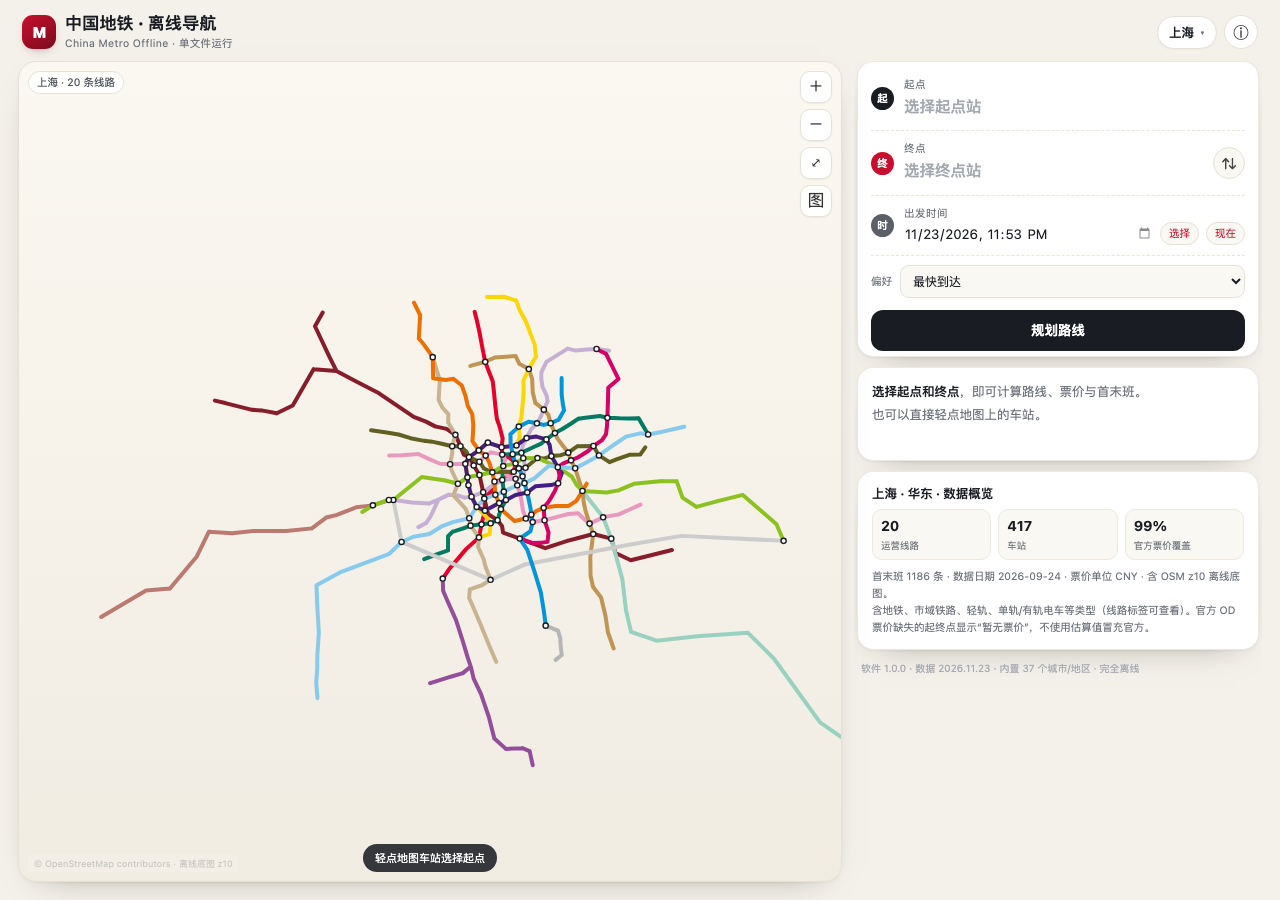 M
中国地铁 · 离线导航
China Metro Offline · 单文件运行
上海 ▾
ⓘ
上海 · 20 条线路
+
−
⤢
图
© OpenStreetMap contributors · 离线底图 z10
轻点地图车站选择起点
起
起点
选择起点站
终
终点
选择终点站
时
出发时间
11/23/2026, 11:53 PM
选择
现在
偏好
最快到达
规划路线
选择起点和终点，即可计算路线、票价与首末班。
也可以直接轻点地图上的车站。
上海 · 华东 · 数据概览
20
运营线路
417
车站
99%
官方票价覆盖
首末班 1186 条 · 数据日期 2026-09-24 · 票价单位 CNY · 含 OSM z10 离线底
图。
含地铁、市域铁路、轻轨、单轨/有轨电车等类型（线路标签可查看）。官方 OD
票价缺失的起终点显示“暂无票价”，不使用估算值冒充官方。
软件 1.0.0 · 数据 2026.11.23 · 内置 37 个城市/地区 · 完全离线